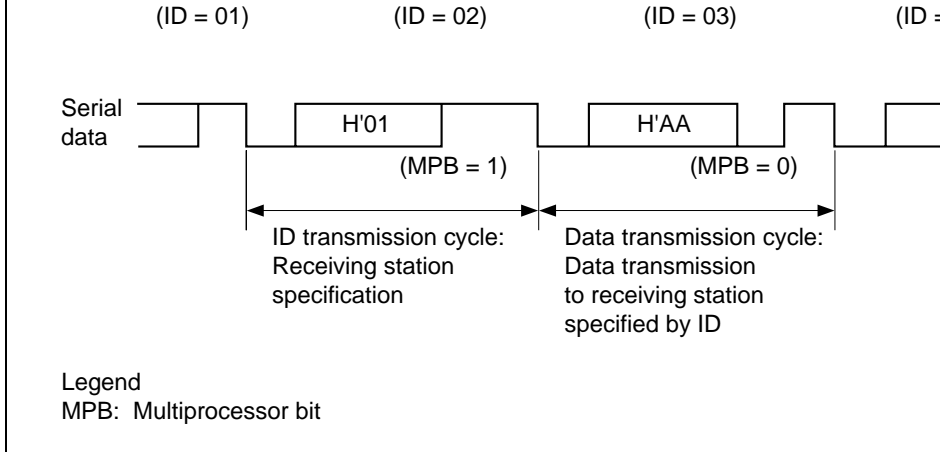 (ID = 01) (ID = 02) (ID = 03) (ID =
Serial
data
H'01 H'AA
(MPB = 1) (MPB = 0)
ID transmission cycle:
Receiving station
specification
Data transmission cycle:
Data transmission
to receiving station
specified by ID
Legend
MPB: Multiprocessor bit